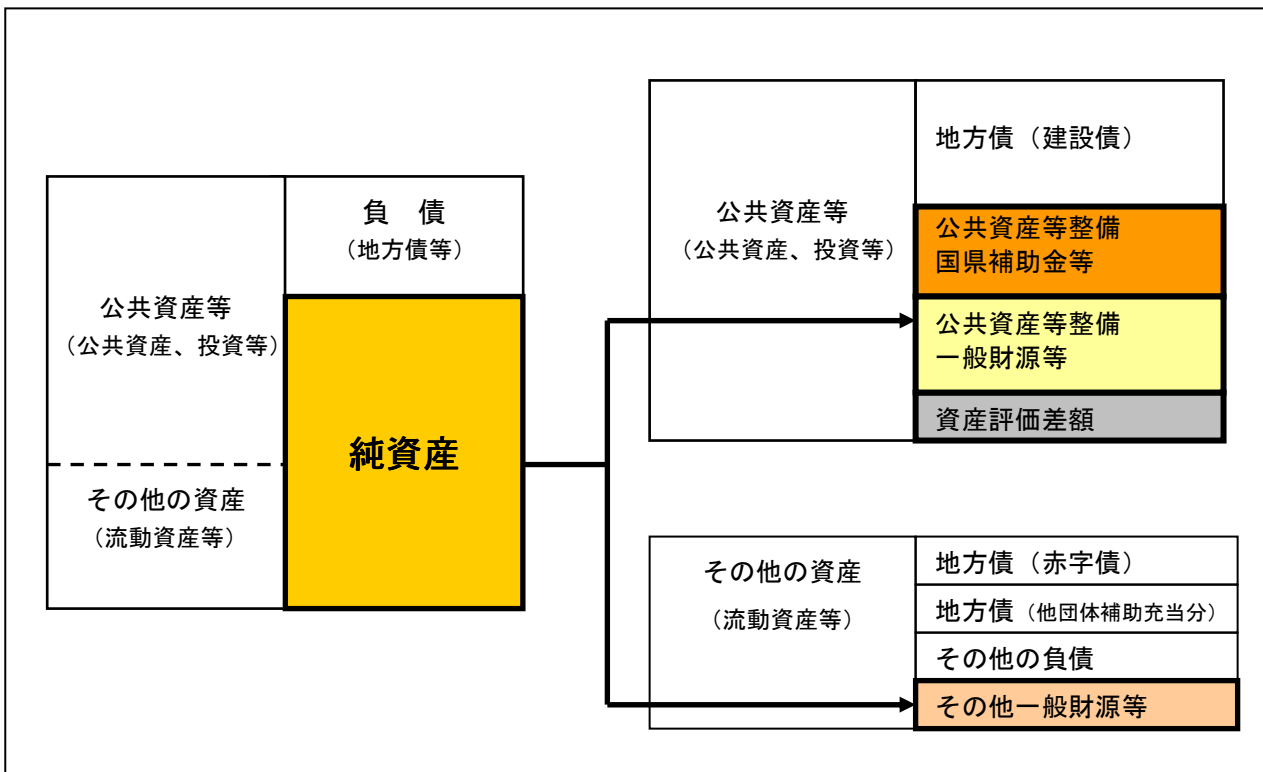 公共資産等
（公共資産、投資等）
その他の資産
（流動資産等）
負　債
（地方債等）
純資産
公共資産等
（公共資産、投資等）
地方債（建設債）
公共資産等整備
国県補助金等
公共資産等整備
一般財源等
資産評価差額
その他の資産
（流動資産等）
地方債（赤字債）
地方債（他団体補助充当分）
その他の負債
その他一般財源等